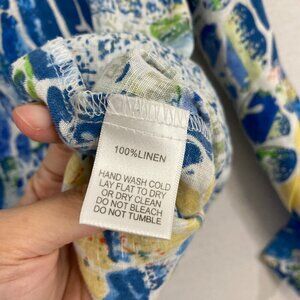 100%LINEN
HAND WASH COLD
LAY FLAT TO DRY
OR DRY CLEAN
DO NOT BLEACH
DO NOT TUMBLE